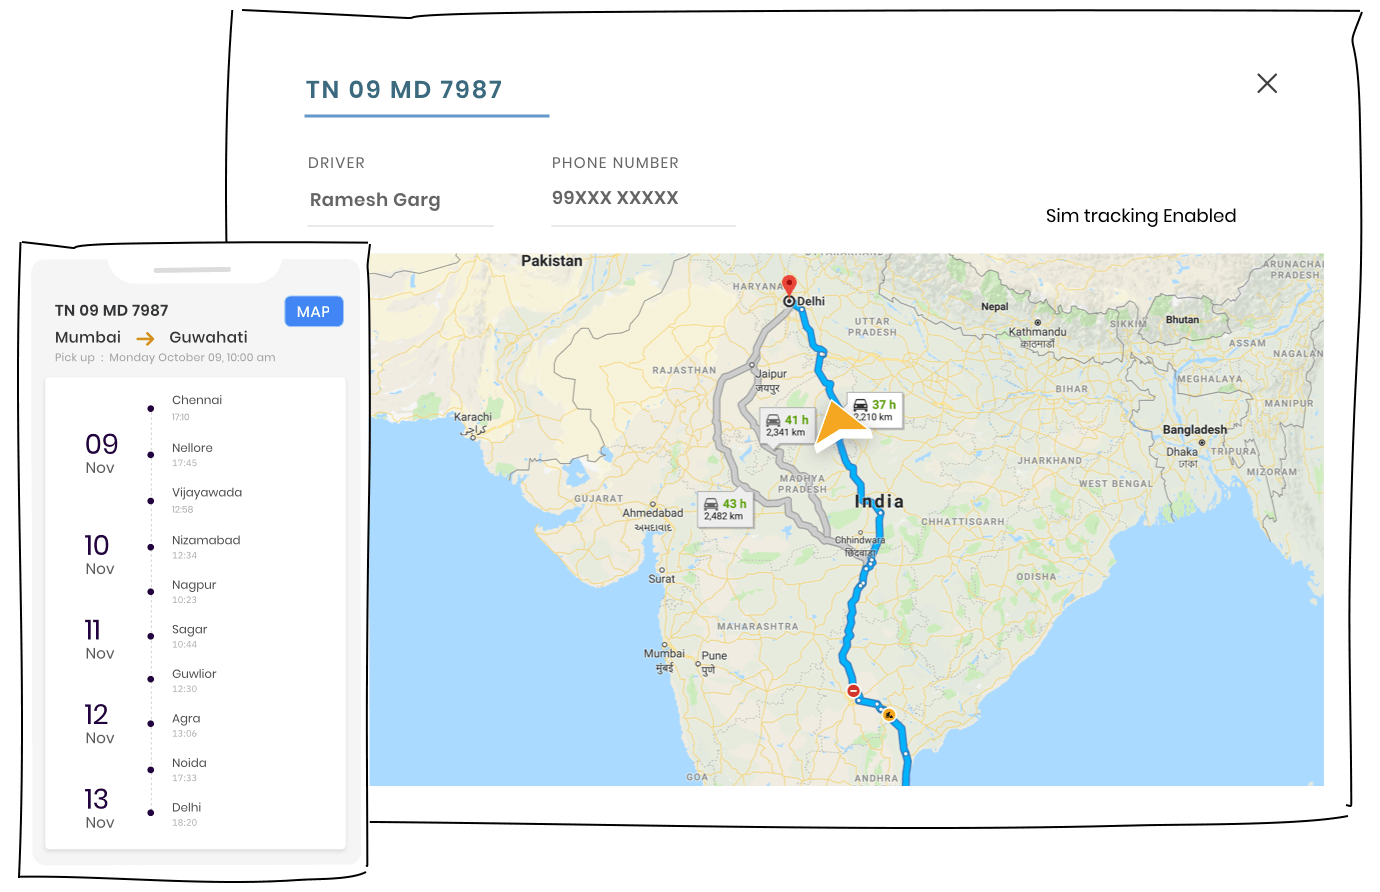 TN 09 MD 7987
DRIVER
PHONE NUMBER
Ramesh Garg
99XXX XXXXX
Sim tracking Enabled
TN 09 MD 7987
MAP
Mumbai
Guwahati
Pick up : Monday October 09, 10:00 am
Chennai
17:10
09
Nov
Nellore
17:45
Vijayawada
12:58
10
Nov
Nizamabad
12:34
Nagpur
10:23
11
Nov
Sagar
10:44
Guwlior
12:30
12
Nov
Agra
13:06
Noida
17:33
13
Nov
Delhi
18:20
Pakistan
UTTARAKHAND
ARUNACHAL
PRADESH
HARYANA
Delhi
Nepal
Bhutan
UTTAR
PRADESH
Kathmandu
काठमाडौं
SIKKIM
ASSAM
NAGALAN
RAJASTHAN
Jaipur
जयपुर
BIHAR
MEGHALAYA
MANIPUR
Karachi
کراچی
41 h
2,341 km
37 h
2,210 km
Bangladesh
Dhaka
ঢাকা
TRIPURA
MIZORAM
JHARKHAND
WEST BENGAL
MADHYA
PRADESH
GUJARAT
43 h
2,482 km
India
Ahmedabad
અમદાવાદ
CHHATTISGARH
Chhindwara
छिंदवाड़ा
Surat
ODISHA
MAHARASHTRA
Mumbai
मुंबई
Pune
पुणे
GOA
ANDHRA